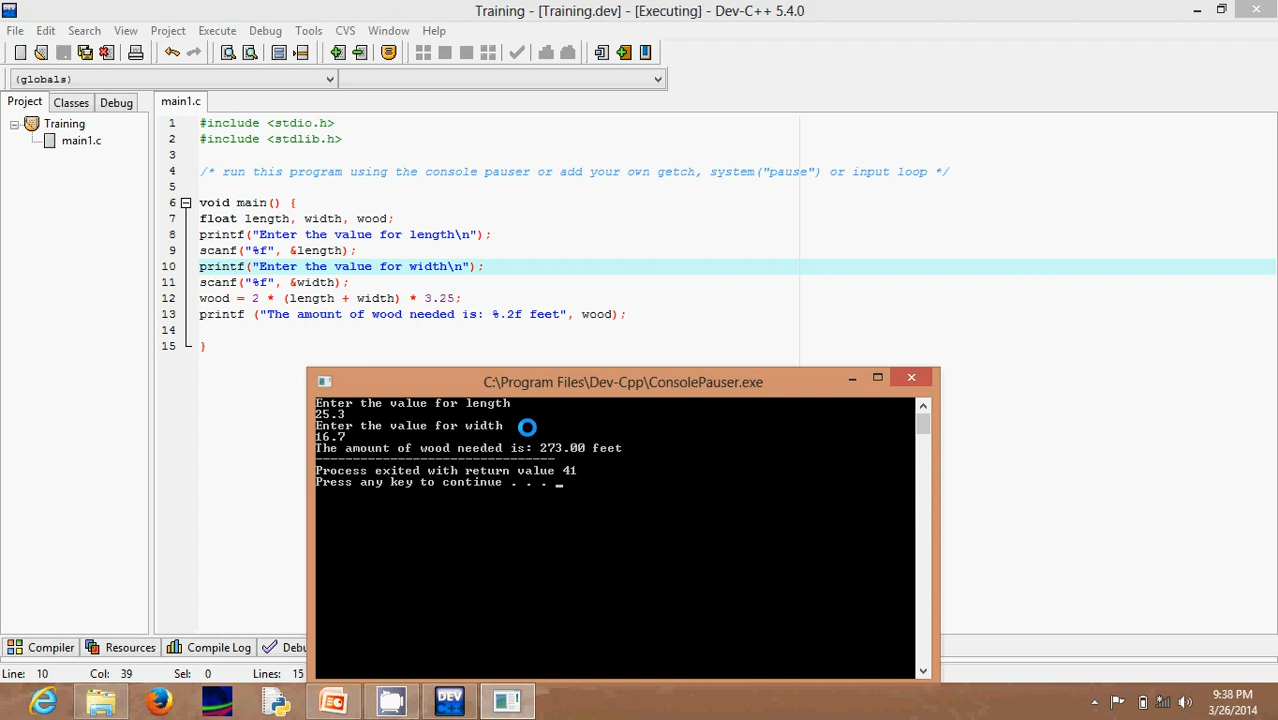 Training - [Training.dev] - [Executing] - Dev-C++ 5.4.0
File Edit Search View Project Execute Debug Tools CVS Window Help
(globals)
Project Classes Debug main1.c
Training
main1.c
1 #include <stdio.h>
2 #include <stdlib.h>
3
4 /* run this program using the console pauser or add your own getch, system("pause") or input loop */
5
6 void main() {
7 float length, width, wood;
8 printf("Enter the value for length\n");
9 scanf("%f", &length);
10 printf("Enter the value for width\n");
11 scanf("%f", &width);
12 wood = 2 * (length + width) * 3.25;
13 printf ("The amount of wood needed is: %.2f feet", wood);
14
15 }
C:\Program Files\Dev-Cpp\ConsolePauser.exe
Enter the value for length
25.3
Enter the value for width
16.7
The amount of wood needed is: 273.00 feet
--------------------------------
Process exited with return value 41
Press any key to continue . . . _
Compiler Resources Compile Log Debu
Line: 10 Col: 39 Sel: 0 Lines: 15
DEV C++
9:38 PM
3/26/2014